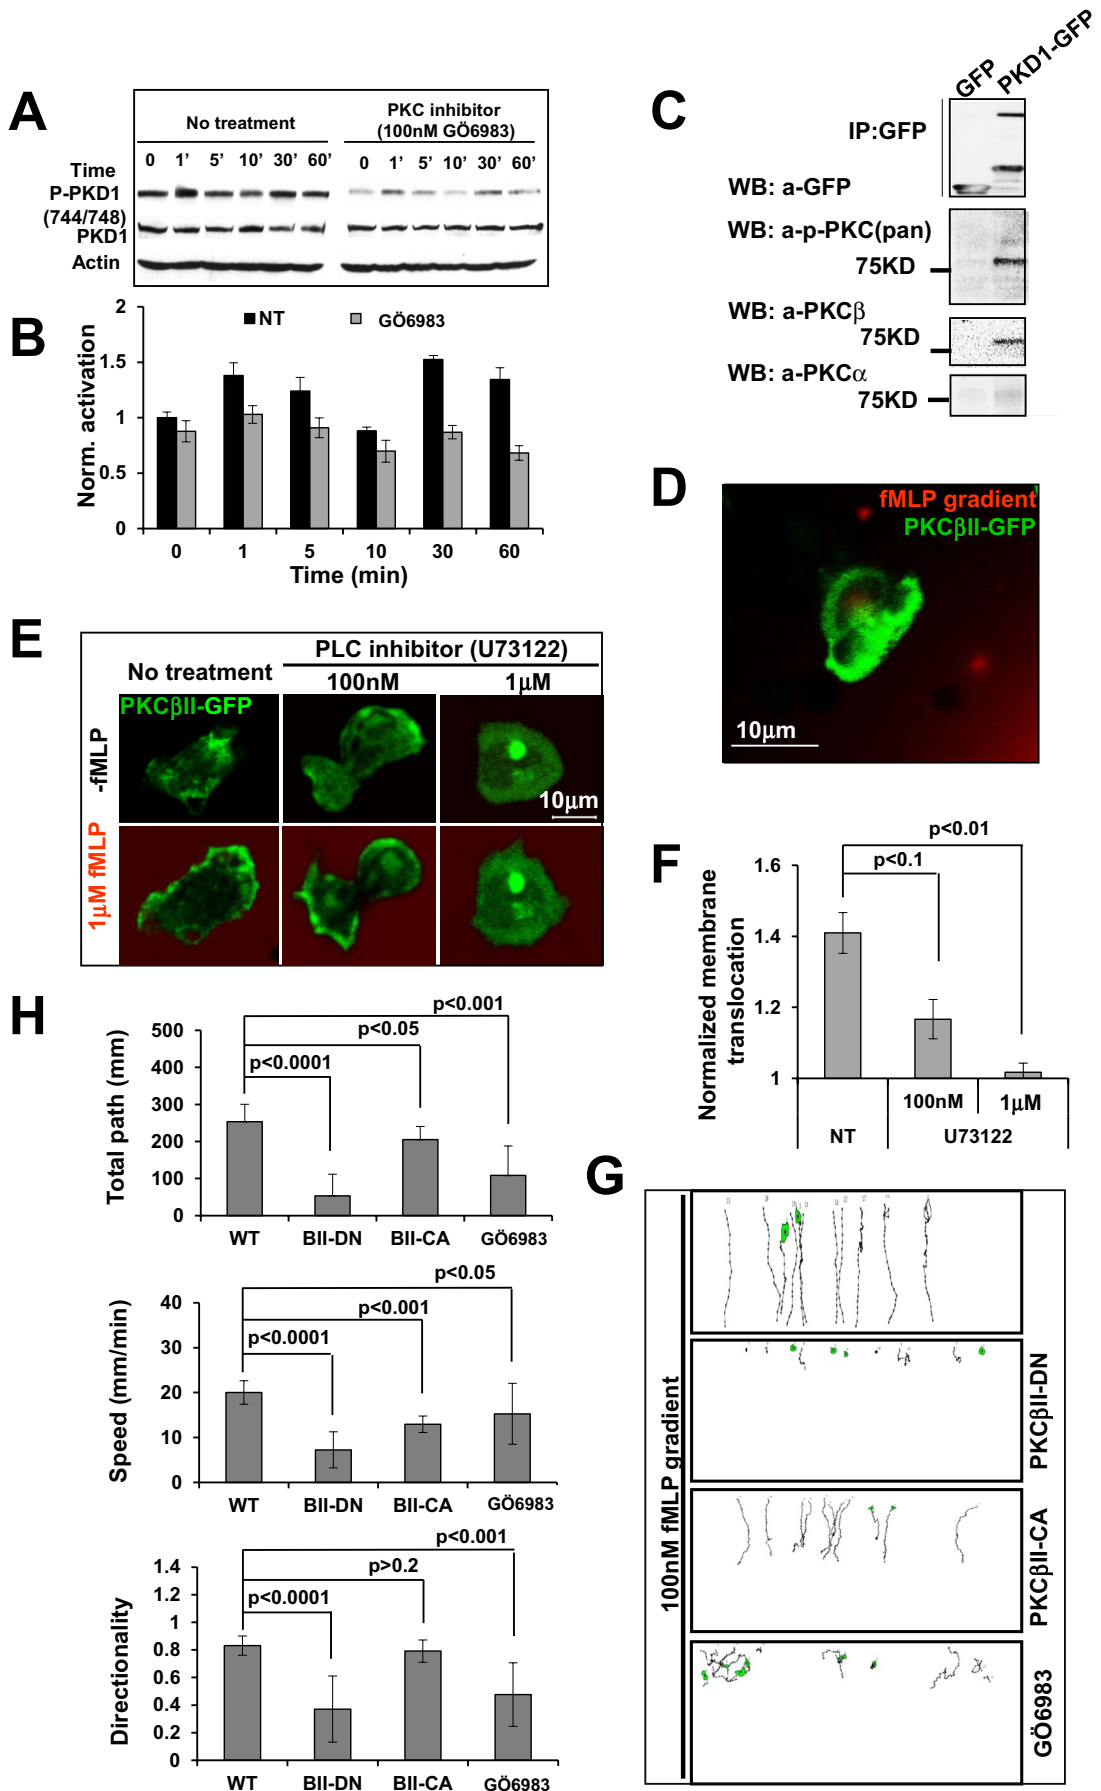 A
No treatment
PKC inhibitor
(100nM GÖ6983)
Time
0 1' 5' 10' 30' 60' 0 1' 5' 10' 30' 60'
P-PKD1
(744/748)
PKD1
Actin
B
NT GÖ6983
Norm. activation
2
1.5
1
0.5
0
0 1 5 10 30 60
Time (min)
C
GFP
PKD1-GFP
IP:GFP
WB: a-GFP
WB: a-p-PKC(pan)
75KD
WB: a-PKCβ
75KD
WB: a-PKCα
75KD
D
fMLP gradient
PKCβII-GFP
10μm
E
PLC inhibitor (U73122)
No treatment
100nM 1μM
PKCβII-GFP
-fMLP
10μm
1μM fMLP
F
p<0.01
p<0.1
Normalized membrane
translocation
1.6
1.4
1.2
1
100nM 1μM
NT U73122
G
100nM fMLP gradient
PKCβII-DN
PKCβII-CA
GÖ6983
H
p<0.001
p<0.05
p<0.0001
Total path (mm)
500
400
300
200
100
0
WT BII-DN BII-CA GÖ6983
p<0.05
p<0.001
p<0.0001
Speed (mm/min)
40
30
20
10
0
WT BII-DN BII-CA GÖ6983
p<0.001
p>0.2
p<0.0001
Directionality
1.4
1.2
1
0.8
0.6
0.4
0.2
0
WT BII-DN BII-CA GÖ6983